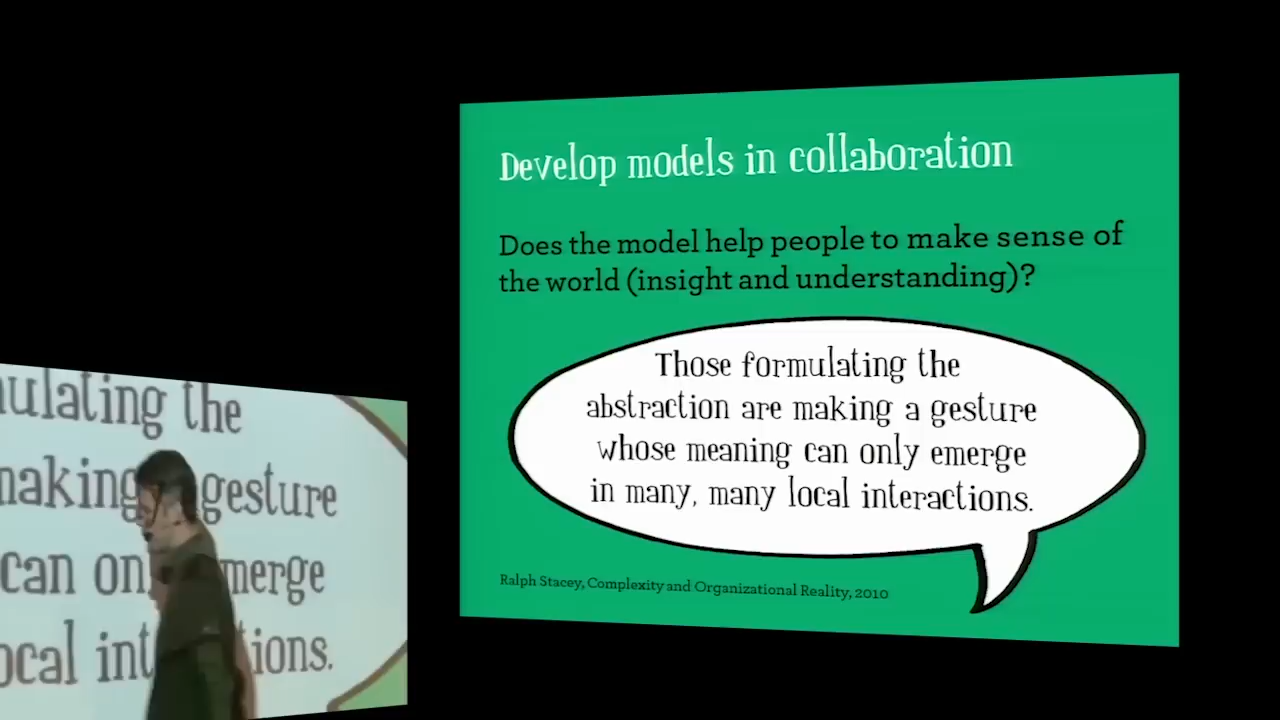 Develop models in collaboration
Does the model help people to make sense of
the world (insight and understanding)?
Those formulating the
abstraction are making a gesture
whose meaning can only emerge
in many, many local interactions.
Ralph Stacey, Complexity and Organizational Reality, 2010
ulating the
making gesture
can on merge
ocal int ions.